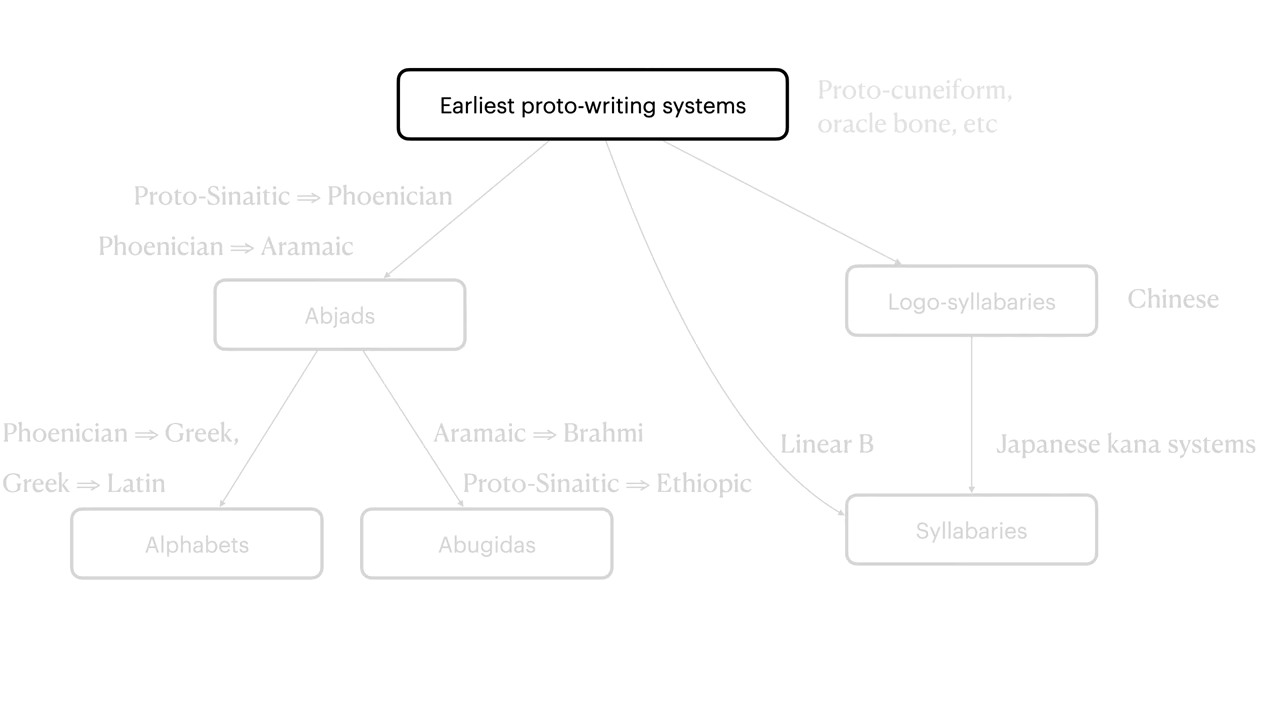 Earliest proto-writing systems
Proto-cuneiform,
oracle bone, etc
Proto-Sinaitic ⇒ Phoenician
Phoenician ⇒ Aramaic
Abjads
Logo-syllabaries
Chinese
Phoenician ⇒ Greek,
Greek ⇒ Latin
Aramaic ⇒ Brahmi
Proto-Sinaitic ⇒ Ethiopic
Linear B
Japanese kana systems
Alphabets
Abugidas
Syllabaries